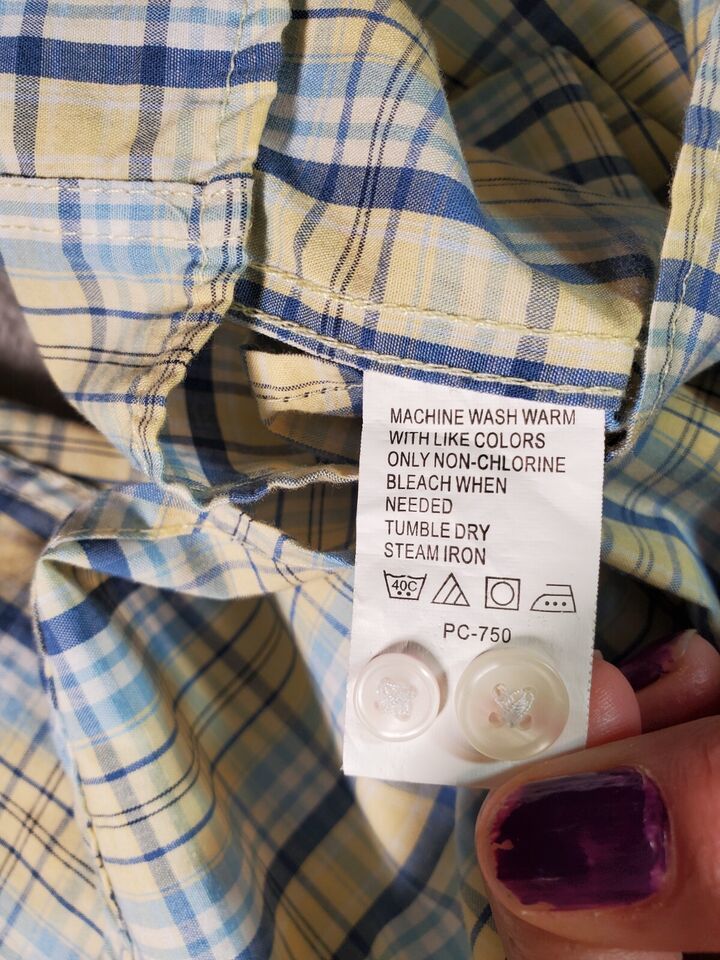 MACHINE WASH WARM
WITH LIKE COLORS
ONLY NON-CHLORINE
BLEACH WHEN
NEEDED
TUMBLE DRY
STEAM IRON
40C
PC-750